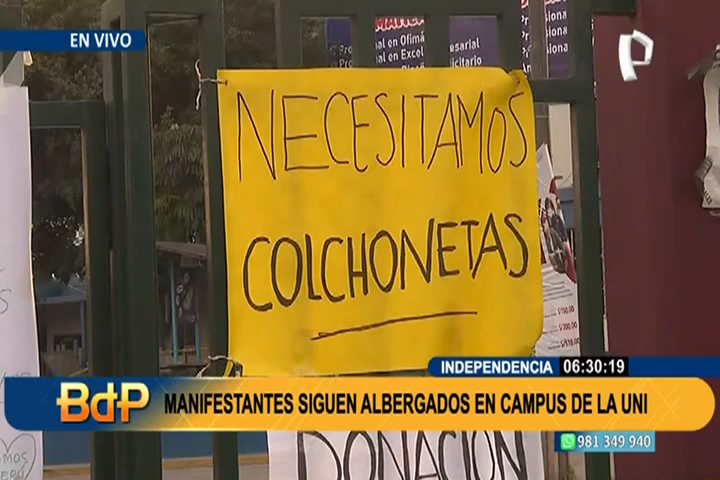 EN VIVO
NECESITAMOS
COLCHONETAS
INDEPENDENCIA 06:30:19
BdP MANIFESTANTES SIGUEN ALBERGADOS EN CAMPUS DE LA UNI
981 349 940
DONACIÓN